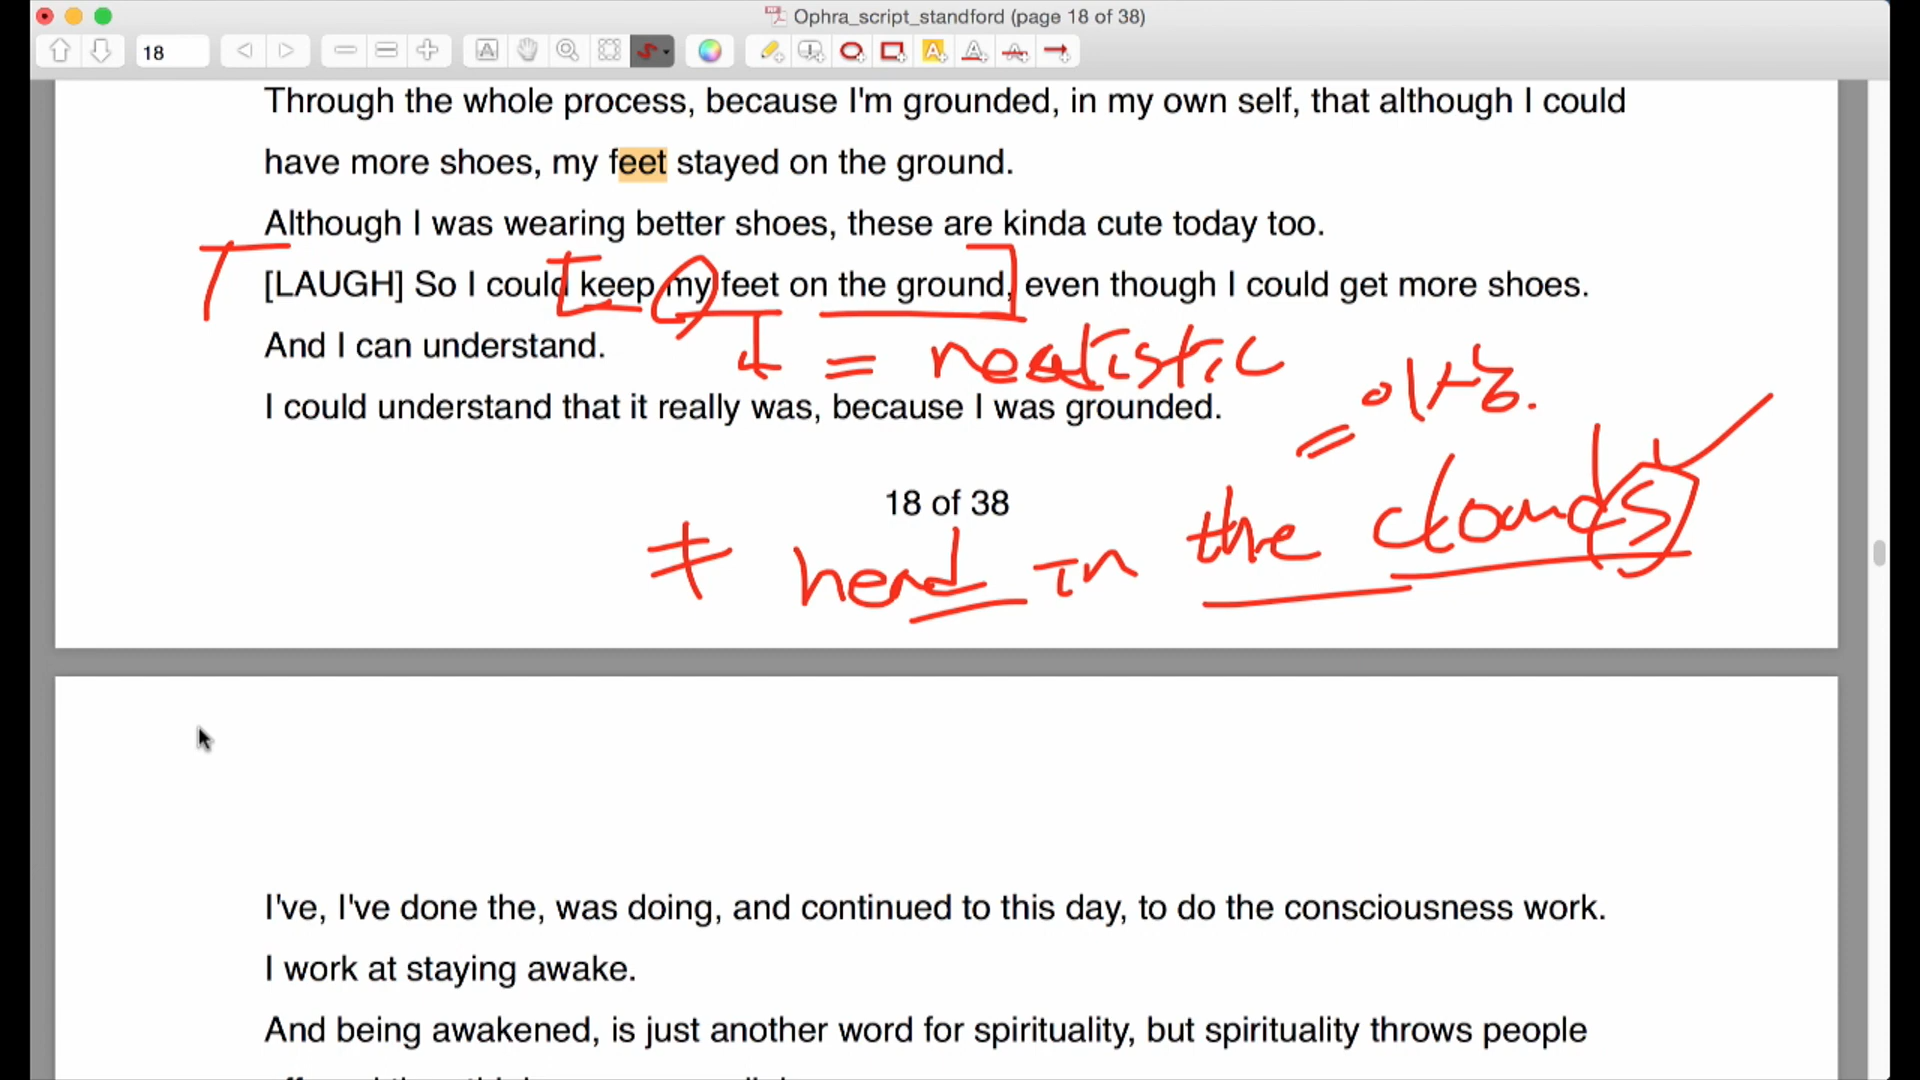 Ophra_script_standford (page 18 of 38)
18
Through the whole process, because I'm grounded, in my own self, that although I could
have more shoes, my feet stayed on the ground.
Although I was wearing better shoes, these are kinda cute today too.
[LAUGH] So I could keep my feet on the ground, even though I could get more shoes.
And I can understand.
= realistic
I could understand that it really was, because I was grounded.
18 of 38
≠ head in the clouds
I've, I've done the, was doing, and continued to this day, to do the consciousness work.
I work at staying awake.
And being awakened, is just another word for spirituality, but spirituality throws people